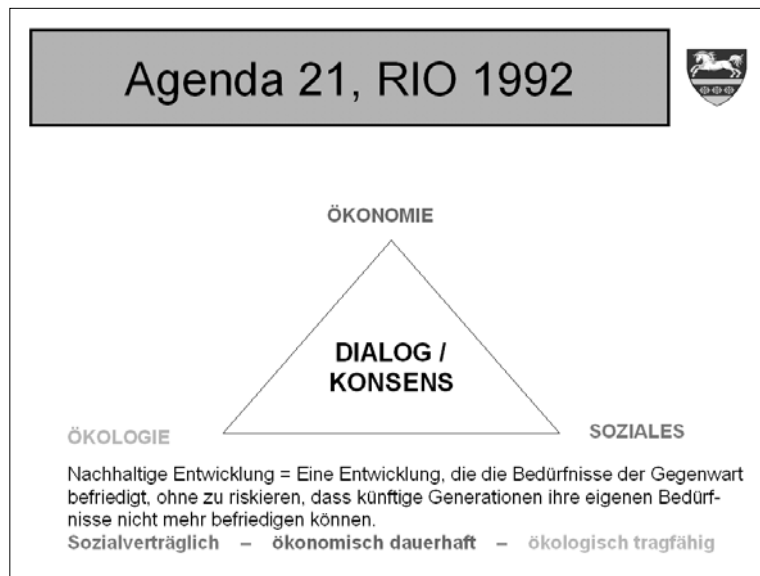 Agenda 21, RIO 1992
ÖKONOMIE
DIALOG /
KONSENS
ÖKOLOGIE
SOZIALES
Nachhaltige Entwicklung = Eine Entwicklung, die die Bedürfnisse der Gegenwart
befriedigt, ohne zu riskieren, dass künftige Generationen ihre eigenen Bedürf-
nisse nicht mehr befriedigen können.
Sozialverträglich – ökonomisch dauerhaft – ökologisch tragfähig